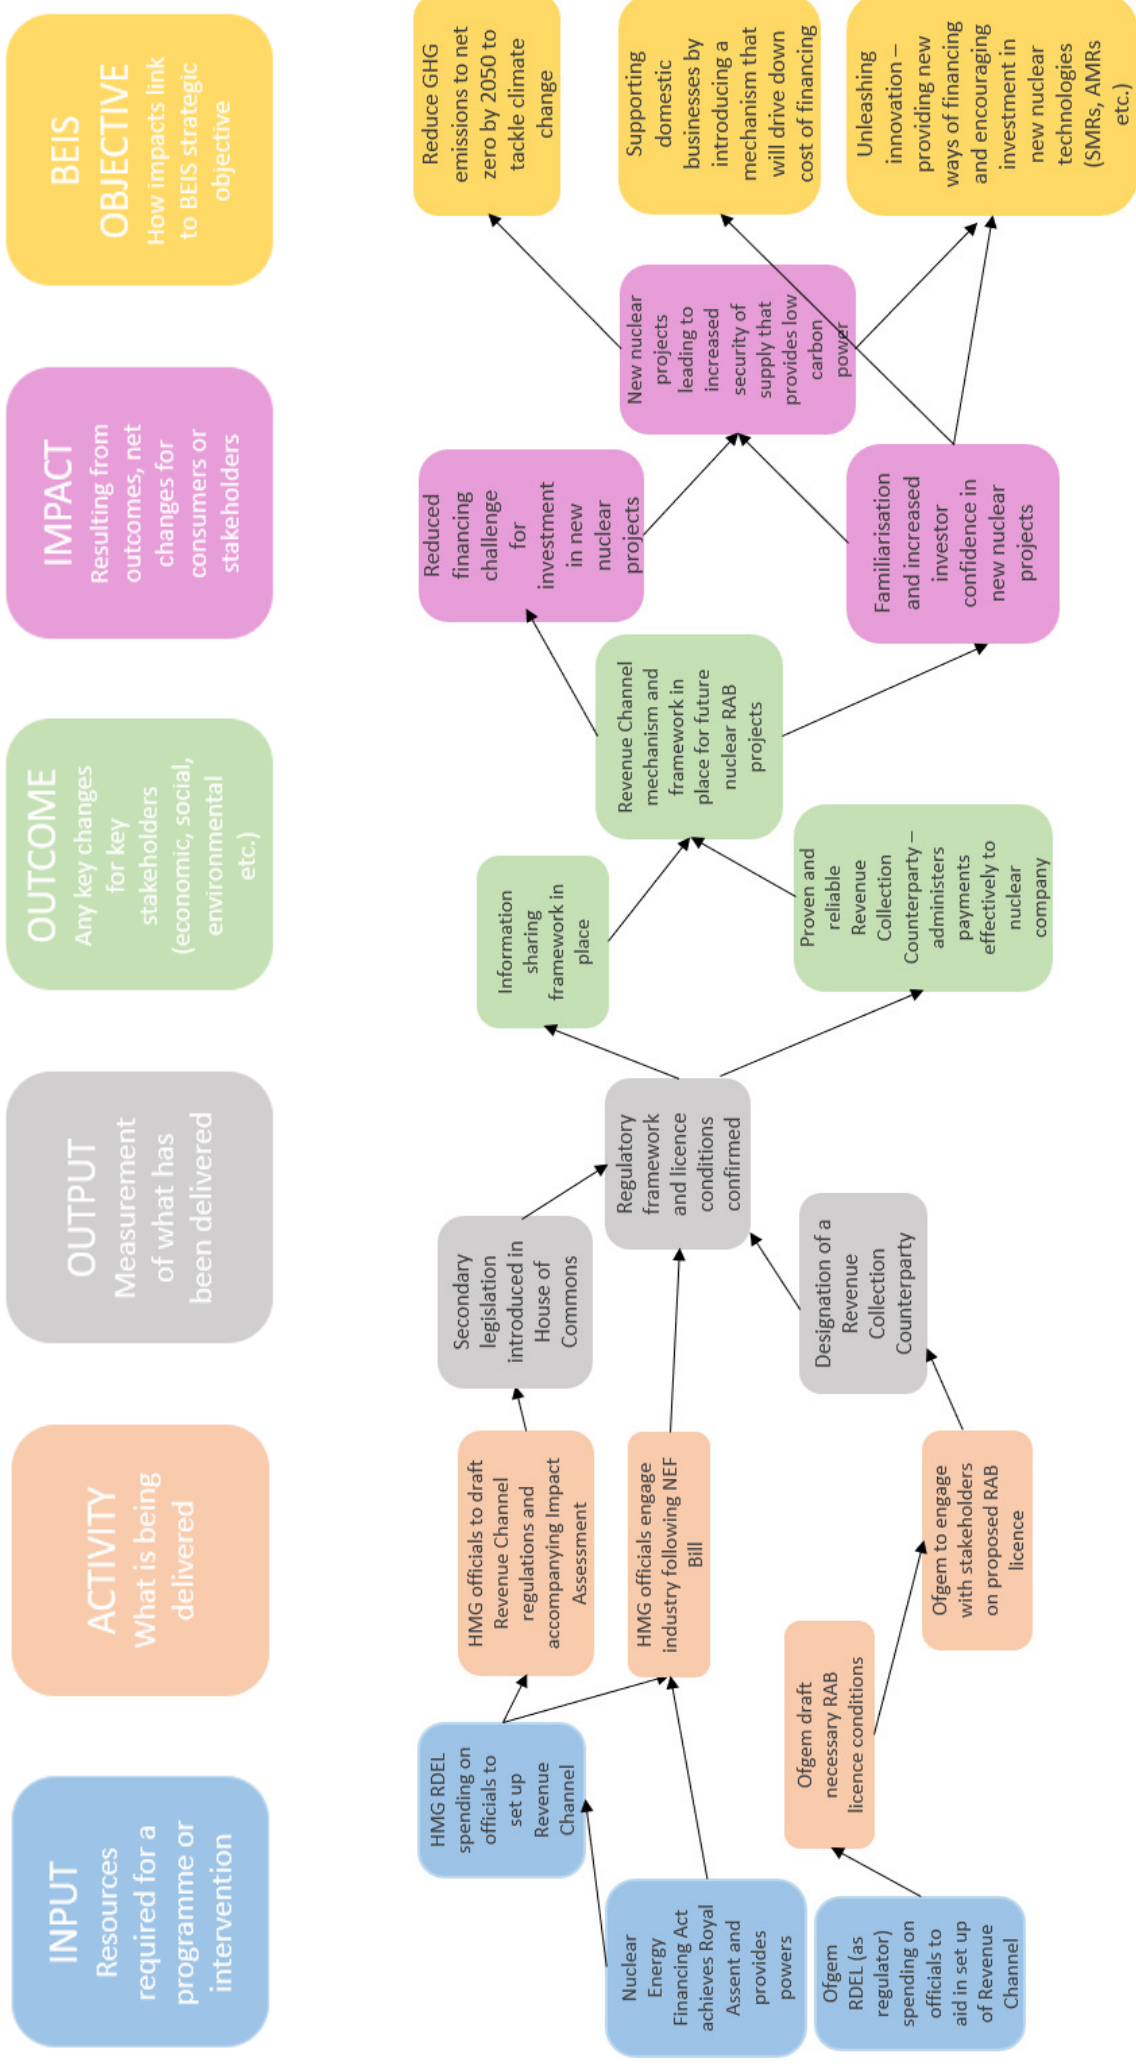 INPUT
Resources
required for a
programme or
intervention
ACTIVITY
What is being
delivered
OUTPUT
Measurement
of what has
been delivered
OUTCOME
Any key changes
for key
stakeholders
(economic, social,
environmental
etc.)
IMPACT
Resulting from
outcomes, net
changes for
consumers or
stakeholders
BEIS
OBJECTIVE
How impacts link
to BEIS strategic
objective
HMG RDEL
spending on
officials to
set up
Revenue
Channel
Nuclear
Energy
Financing Act
achieves Royal
Assent and
provides
powers
Ofgem
RDEL (as
regulator)
spending on
officials to
aid in set up
of Revenue
Channel
HMG officials to draft
Revenue Channel
regulations and
accompanying Impact
Assessment
HMG officials engage
industry following NEF
Bill
Ofgem draft
necessary RAB
licence conditions
Ofgem to engage
with stakeholders
on proposed RAB
licence
Secondary
legislation
introduced in
House of
Commons
Regulatory
framework
and licence
conditions
confirmed
Designation of a
Revenue
Collection
Counterparty
Information
sharing
framework in
place
Revenue Channel
mechanism and
framework in
place for future
nuclear RAB
projects
Proven and
reliable
Revenue
Collection
Counterparty –
administers
payments
effectively to
nuclear
company
Reduced
financing
challenge
for
investment
in new
nuclear
projects
New nuclear
projects
leading to
increased
security of
supply that
provides low
carbon
power
Familiarisation
and increased
investor
confidence in
new nuclear
projects
Reduce GHG
emissions to net
zero by 2050 to
tackle climate
change
Supporting
domestic
businesses by
introducing a
mechanism that
will drive down
cost of financing
Unleashing
innovation –
providing new
ways of financing
and encouraging
investment in
new nuclear
technologies
(SMRs, AMRs
etc.)